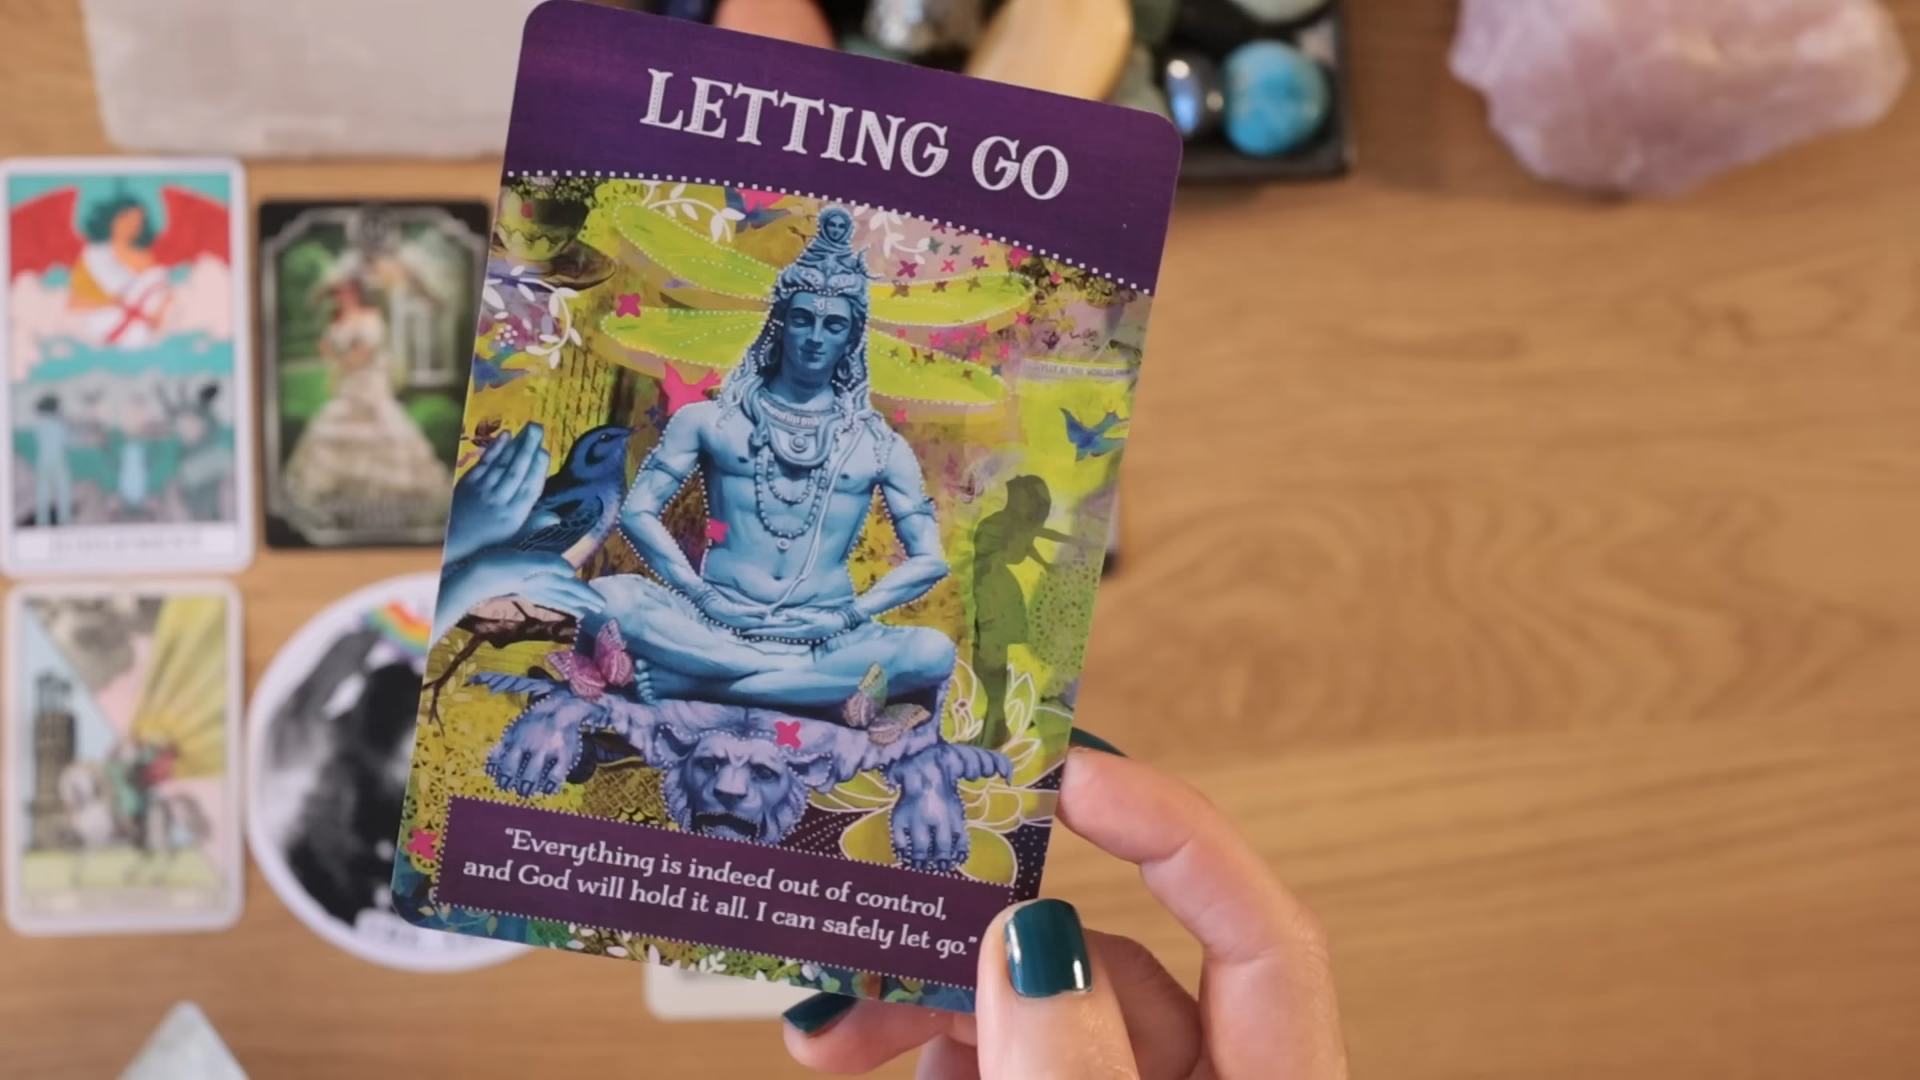 LETTING GO
“Everything is indeed out of control,
and God will hold it all. I can safely let go.”